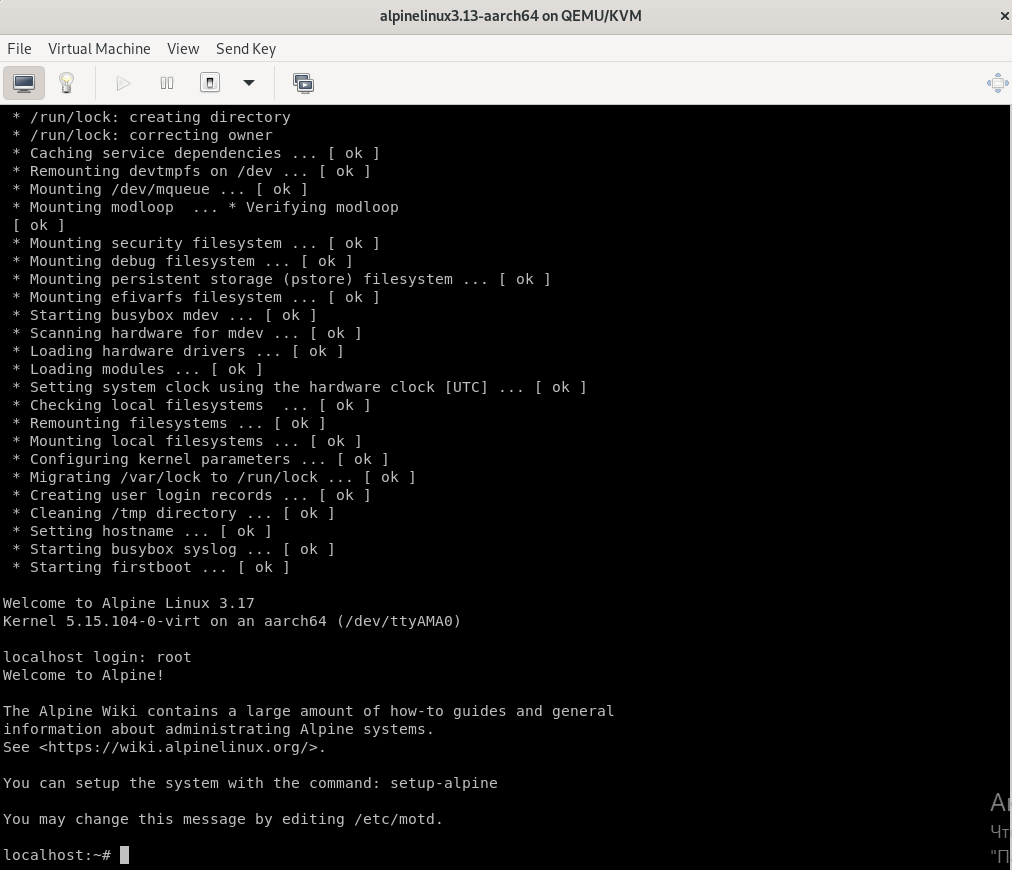 alpinelinux3.13-aarch64 on QEMU/KVM
File Virtual Machine View Send Key
* /run/lock: creating directory
* /run/lock: correcting owner
* Caching service dependencies ... [ ok ]
* Remounting devtmpfs on /dev ... [ ok ]
* Mounting /dev/mqueue ... [ ok ]
* Mounting modloop  ... * Verifying modloop
[ ok ]
* Mounting security filesystem ... [ ok ]
* Mounting debug filesystem ... [ ok ]
* Mounting persistent storage (pstore) filesystem ... [ ok ]
* Mounting efivarfs filesystem ... [ ok ]
* Starting busybox mdev ... [ ok ]
* Scanning hardware for mdev ... [ ok ]
* Loading hardware drivers ... [ ok ]
* Loading modules ... [ ok ]
* Setting system clock using the hardware clock [UTC] ... [ ok ]
* Checking local filesystems  ... [ ok ]
* Remounting filesystems ... [ ok ]
* Mounting local filesystems ... [ ok ]
* Configuring kernel parameters ... [ ok ]
* Migrating /var/lock to /run/lock ... [ ok ]
* Creating user login records ... [ ok ]
* Cleaning /tmp directory ... [ ok ]
* Setting hostname ... [ ok ]
* Starting busybox syslog ... [ ok ]
* Starting firstboot ... [ ok ]
Welcome to Alpine Linux 3.17
Kernel 5.15.104-0-virt on an aarch64 (/dev/ttyAMA0)
localhost login: root
Welcome to Alpine!
The Alpine Wiki contains a large amount of how-to guides and general
information about administrating Alpine systems.
See <https://wiki.alpinelinux.org/>.
You can setup the system with the command: setup-alpine
You may change this message by editing /etc/motd.
localhost:~#